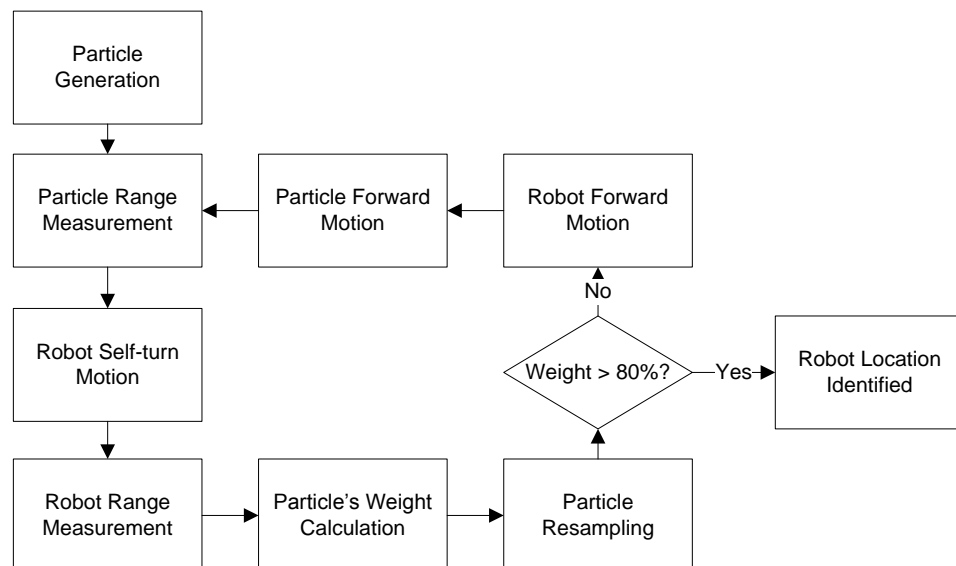 Particle
Generation
Particle Range
Measurement
Particle Forward
Motion
Robot Forward
Motion
No
Robot Self-turn
Motion
Weight > 80%?
Yes
Robot Location
Identified
Robot Range
Measurement
Particle’s Weight
Calculation
Particle
Resampling